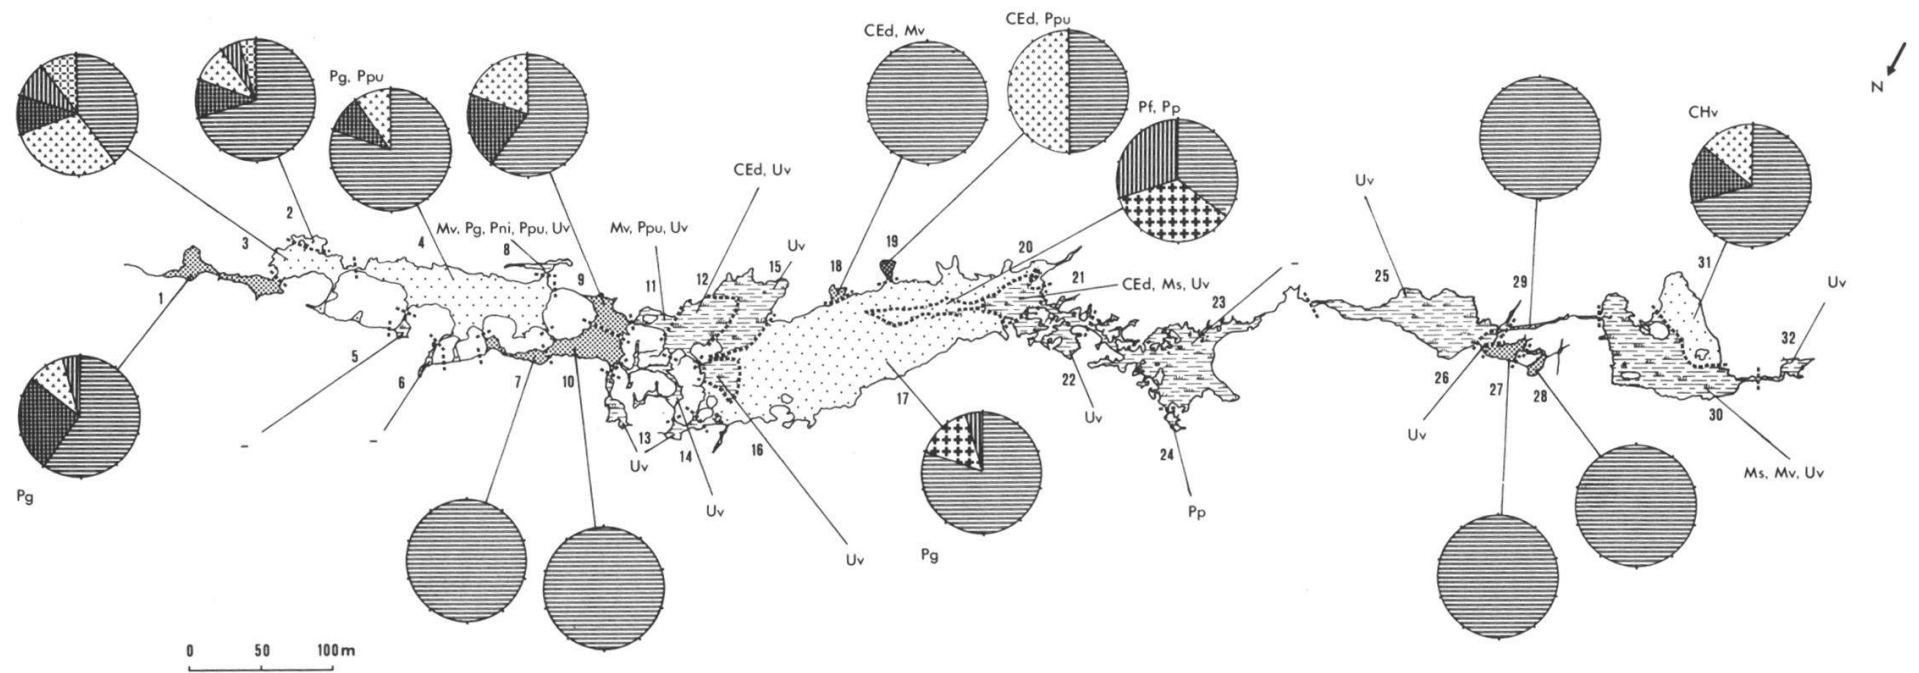 CEd, Mv
CEd, Ppu
Pg, Ppu
Pf, Pp
N
CHv
CEd, Uv
Uv
2
Mv, Pg, Pni, Ppu, Uv
Mv, Ppu, Uv
3
4
8
Uv
19
20
–
9
11
12
15
18
21
25
29
31
1
CEd, Ms, Uv
23
Uv
32
5
6
7
10
17
22
26
27
28
30
Uv
13
14
16
24
Uv
Uv
–
–
Ms, Mv, Uv
Pg
Uv
Pp
Uv
Pg
0 50 100 m